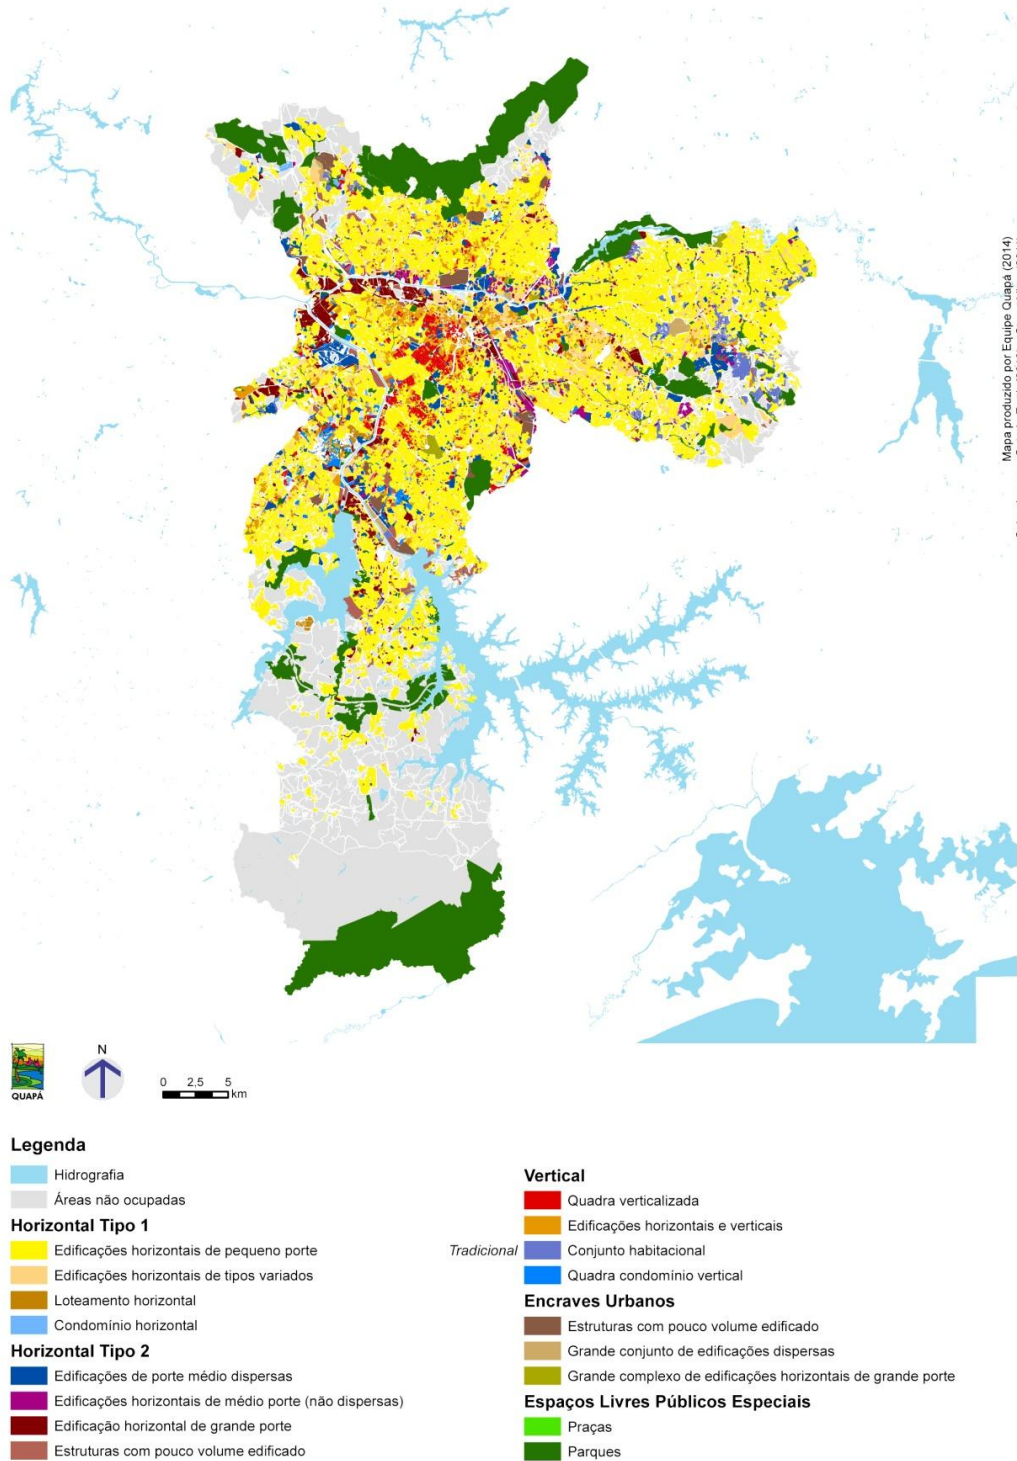 Mapa produzido por Equipe Quapá (2014)
QUAPÁ
N
0 2,5 5
km
Legenda
Hidrografia
Áreas não ocupadas
Horizontal Tipo 1
Edificações horizontais de pequeno porte
Edificações horizontais de tipos variados
Loteamento horizontal
Condomínio horizontal
Horizontal Tipo 2
Edificações de porte médio dispersas
Edificações horizontais de médio porte (não dispersas)
Edificação horizontal de grande porte
Estruturas com pouco volume edificado
Vertical
Quadra verticalizada
Edificações horizontais e verticais
Tradicional Conjunto habitacional
Quadra condomínio vertical
Encraves Urbanos
Estruturas com pouco volume edificado
Grande conjunto de edificações dispersas
Grande complexo de edificações horizontais de grande porte
Espaços Livres Públicos Especiais
Praças
Parques